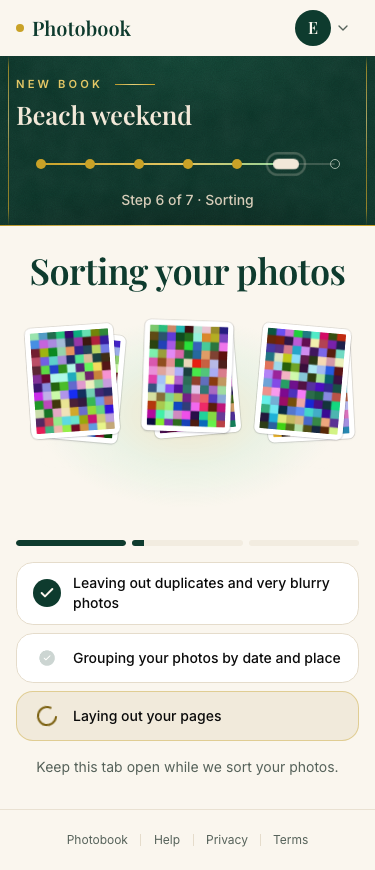 Photobook
E
NEW BOOK
Beach weekend
Step 6 of 7 · Sorting
Sorting your photos
Leaving out duplicates and very blurry
photos
Grouping your photos by date and place
Laying out your pages
Keep this tab open while we sort your photos.
Photobook Help Privacy Terms